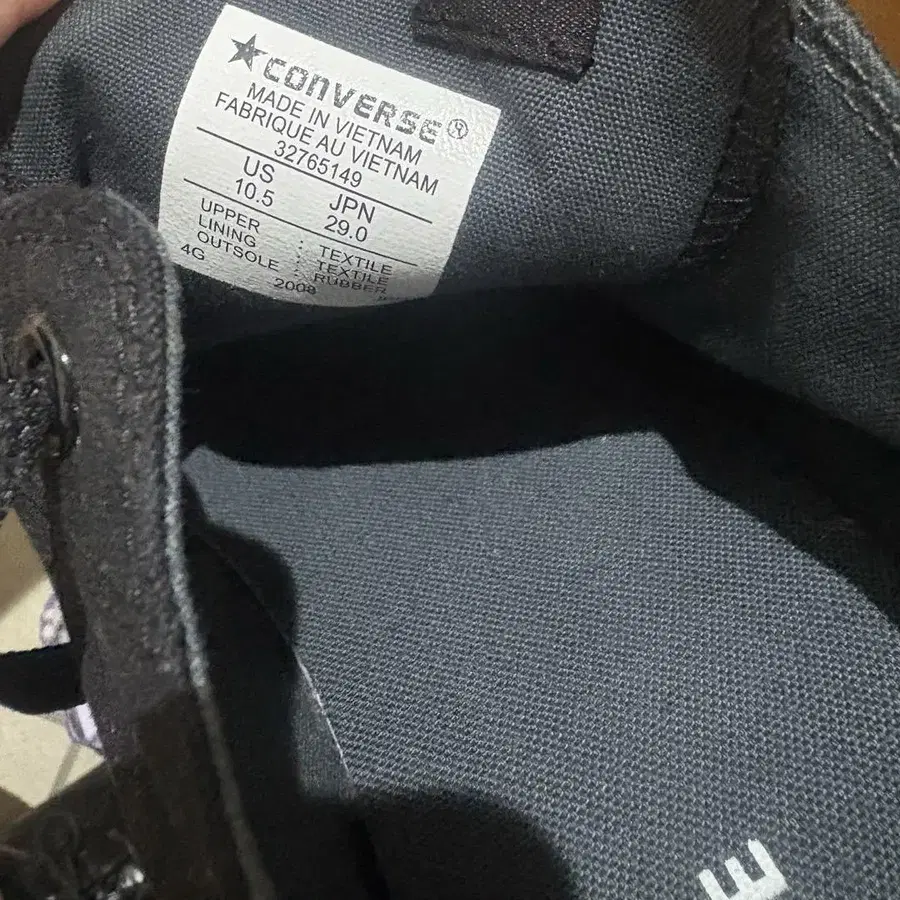 CONVERSE®
MADE IN VIETNAM
FABRIQUE AU VIETNAM
32765149
US JPN
10.5 29.0
UPPER : TEXTILE
LINING : TEXTILE
OUTSOLE : RUBBER
4G 2008
E